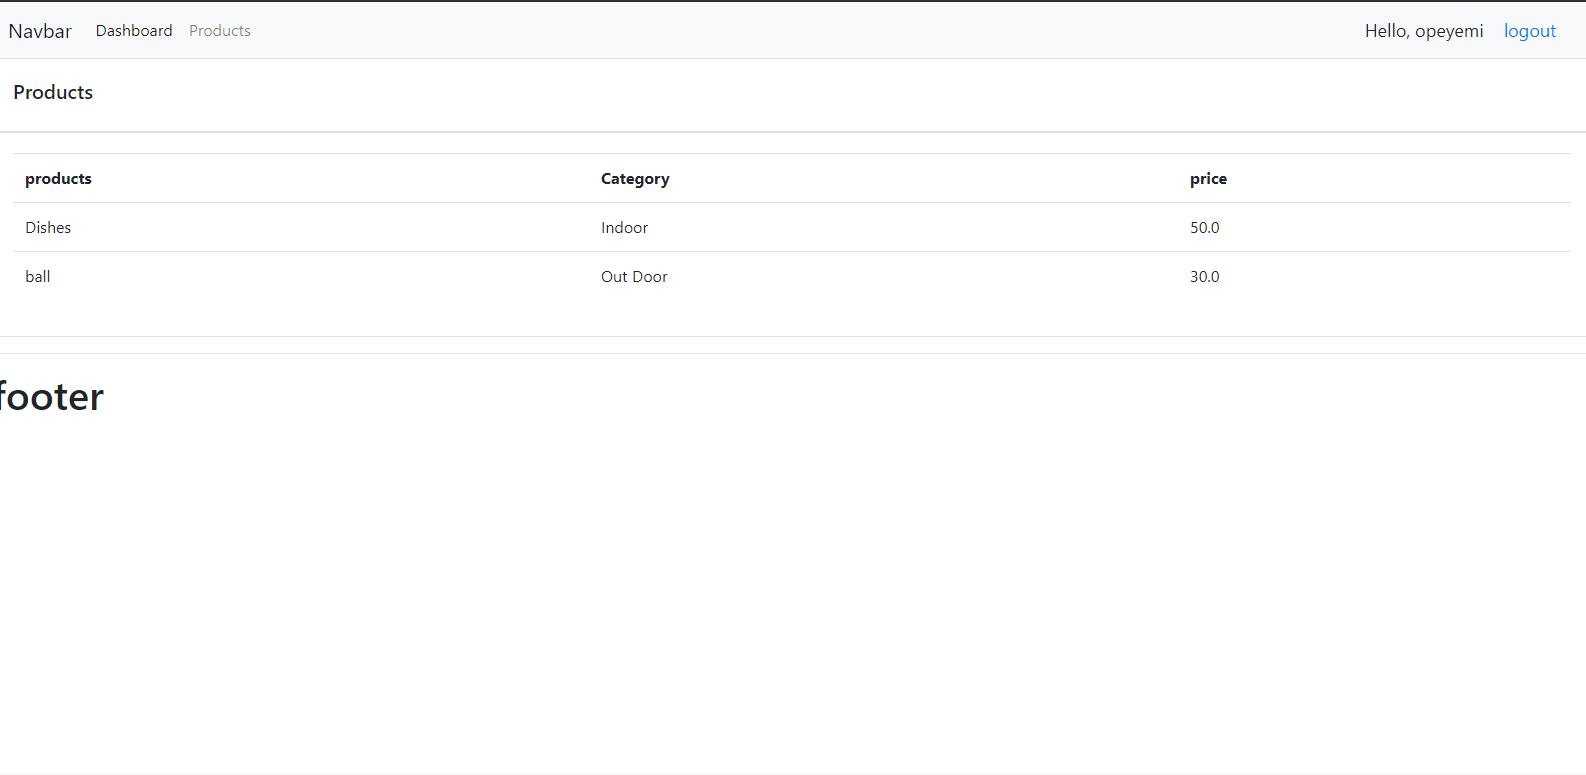 Navbar Dashboard Products Hello, opeyemi logout
Products
products Category price
Dishes Indoor 50.0
ball Out Door 30.0
footer